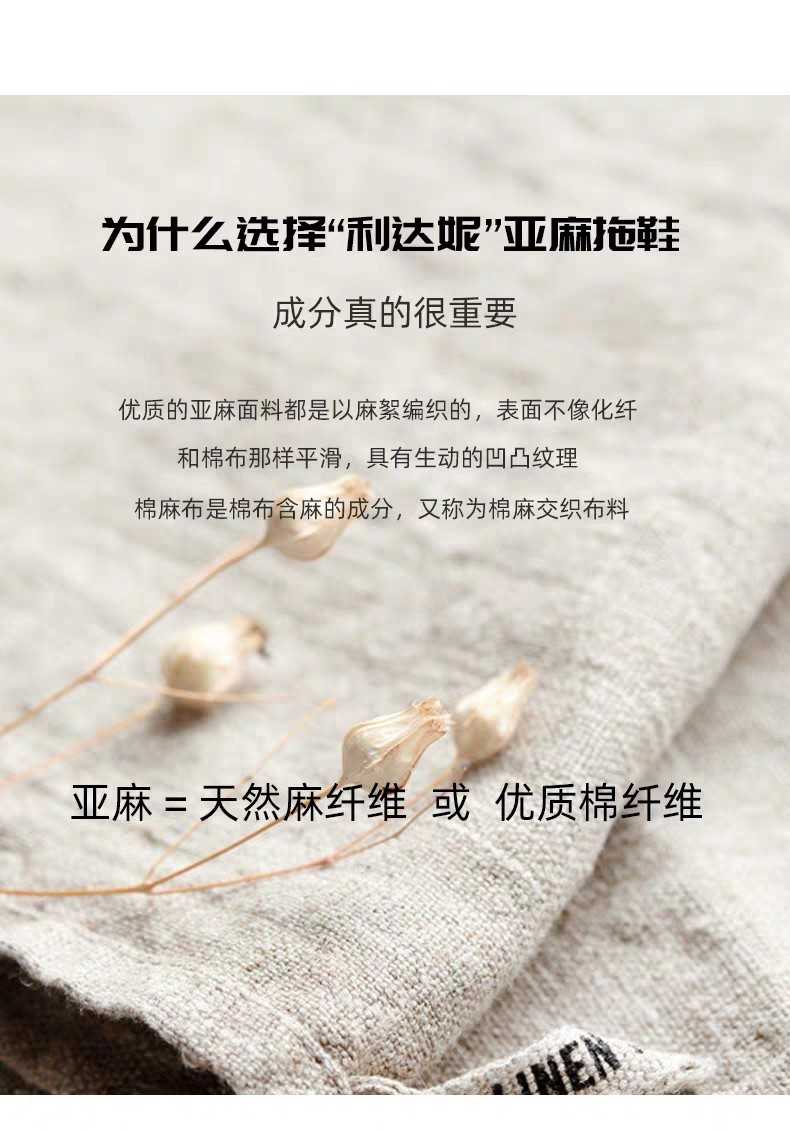 为什么选择“利达妮”亚麻拖鞋
成分真的很重要
优质的亚麻面料都是以麻絮编织的，表面不像化纤
和棉布那样平滑，具有生动的凹凸纹理
棉麻布是棉布含麻的成分，又称为棉麻交织布料
亚麻 = 天然麻纤维 或 优质棉纤维
LINEN